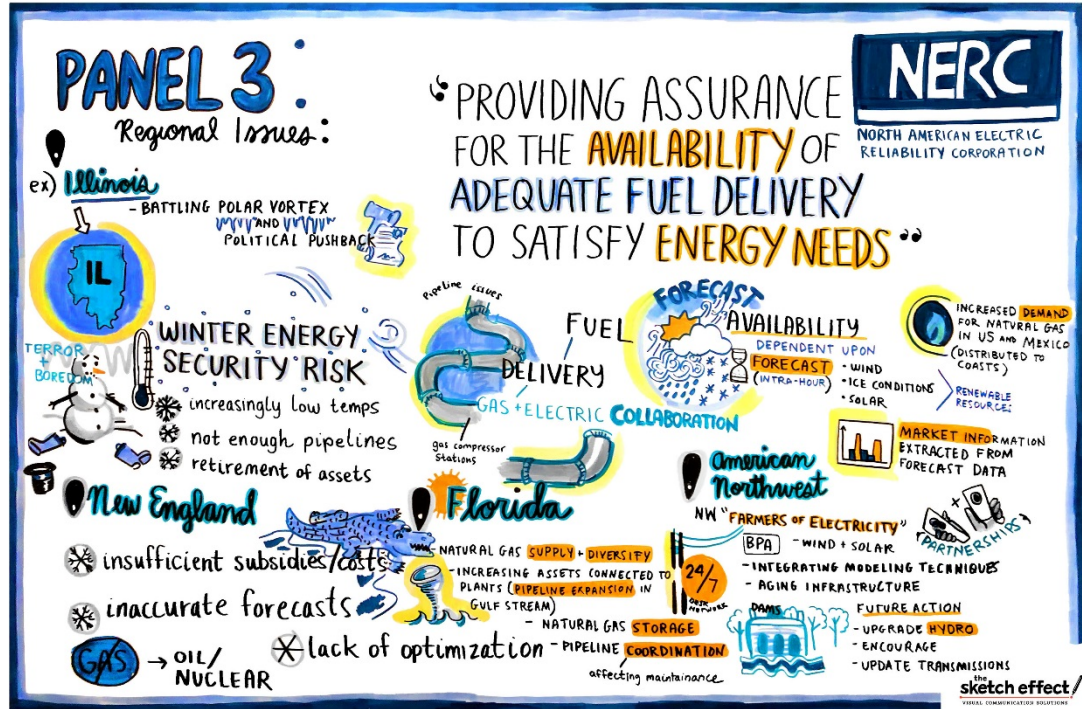 PANEL 3:
Regional Issues:
"PROVIDING ASSURANCE
FOR THE AVAILABILITY OF
ADEQUATE FUEL DELIVERY
TO SATISFY ENERGY NEEDS"
NERC
NORTH AMERICAN ELECTRIC
RELIABILITY CORPORATION
ex) Illinois
- BATTLING POLAR VORTEX
AND
POLITICAL PUSHBACK
IL
TERROR
+
BOREDOM
WINTER ENERGY
SECURITY RISK
increasingly low temps
not enough pipelines
retirement of assets
Pipeline issues
FUEL
DELIVERY
GAS + ELECTRIC COLLABORATION
gas compressor
stations
FORECAST
AVAILABILITY
DEPENDENT UPON
FORECAST
(INTRA-HOUR)
• WIND
• ICE CONDITIONS
• SOLAR
RENEWABLE
RESOURCES
INCREASED DEMAND
FOR NATURAL GAS
IN US AND MEXICO
(DISTRIBUTED TO
COASTS)
MARKET INFORMATION
EXTRACTED FROM
FORECAST DATA
New England
insufficient subsidies/costs
inaccurate forecasts
lack of optimization
GAS → OIL/
NUCLEAR
Florida
NATURAL GAS SUPPLY + DIVERSIFY
- INCREASING ASSETS CONNECTED TO
PLANTS (PIPELINE EXPANSION IN
GULF STREAM)
- NATURAL GAS STORAGE
- PIPELINE COORDINATION
affecting maintainance
24/7
DESK
NETWORK
American
Northwest
NW "FARMERS OF ELECTRICITY"
BPA
- WIND + SOLAR
- INTEGRATING MODELING TECHNIQUES
- AGING INFRASTRUCTURE
+
"PARTNERSHIPS"
DAMS
FUTURE ACTION
- UPGRADE HYDRO
- ENCOURAGE
- UPDATE TRANSMISSIONS
the
sketch effect
VISUAL COMMUNICATION SOLUTIONS